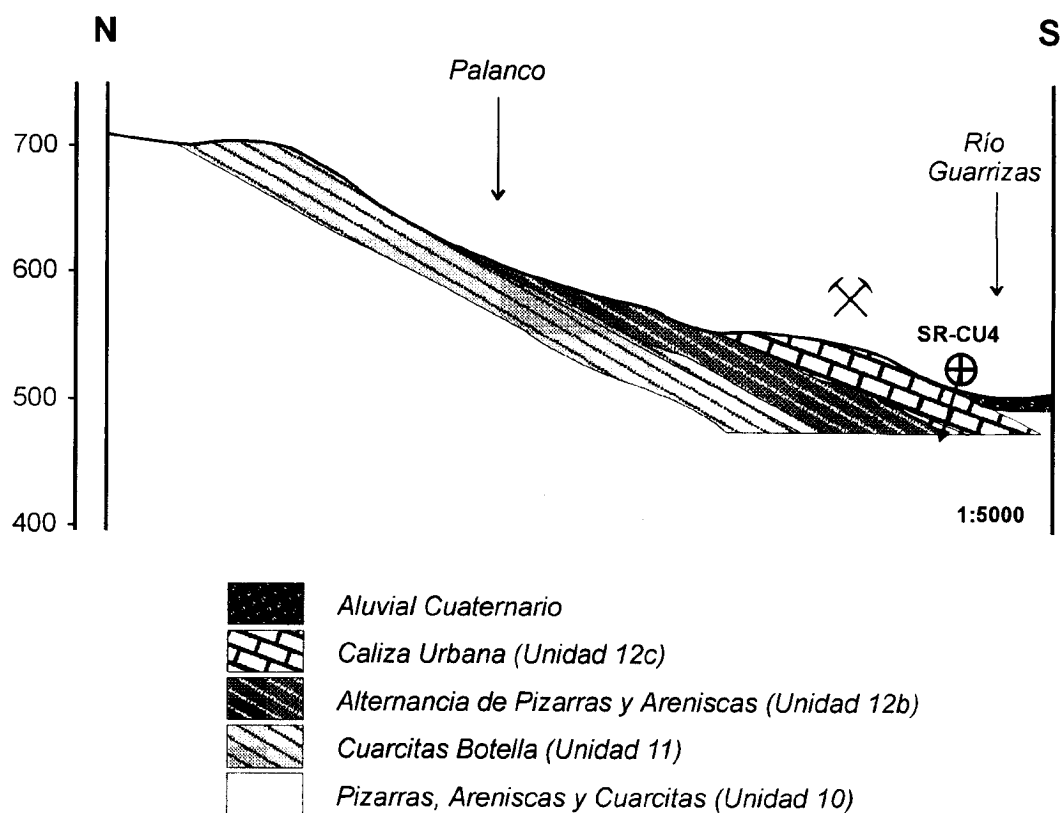 N
S
Palanco
Río
Guarrizas
700
600
500
400
SR-CU4
1:5000
Aluvial Cuaternario
Caliza Urbana (Unidad 12c)
Alternancia de Pizarras y Areniscas (Unidad 12b)
Cuarcitas Botella (Unidad 11)
Pizarras, Areniscas y Cuarcitas (Unidad 10)